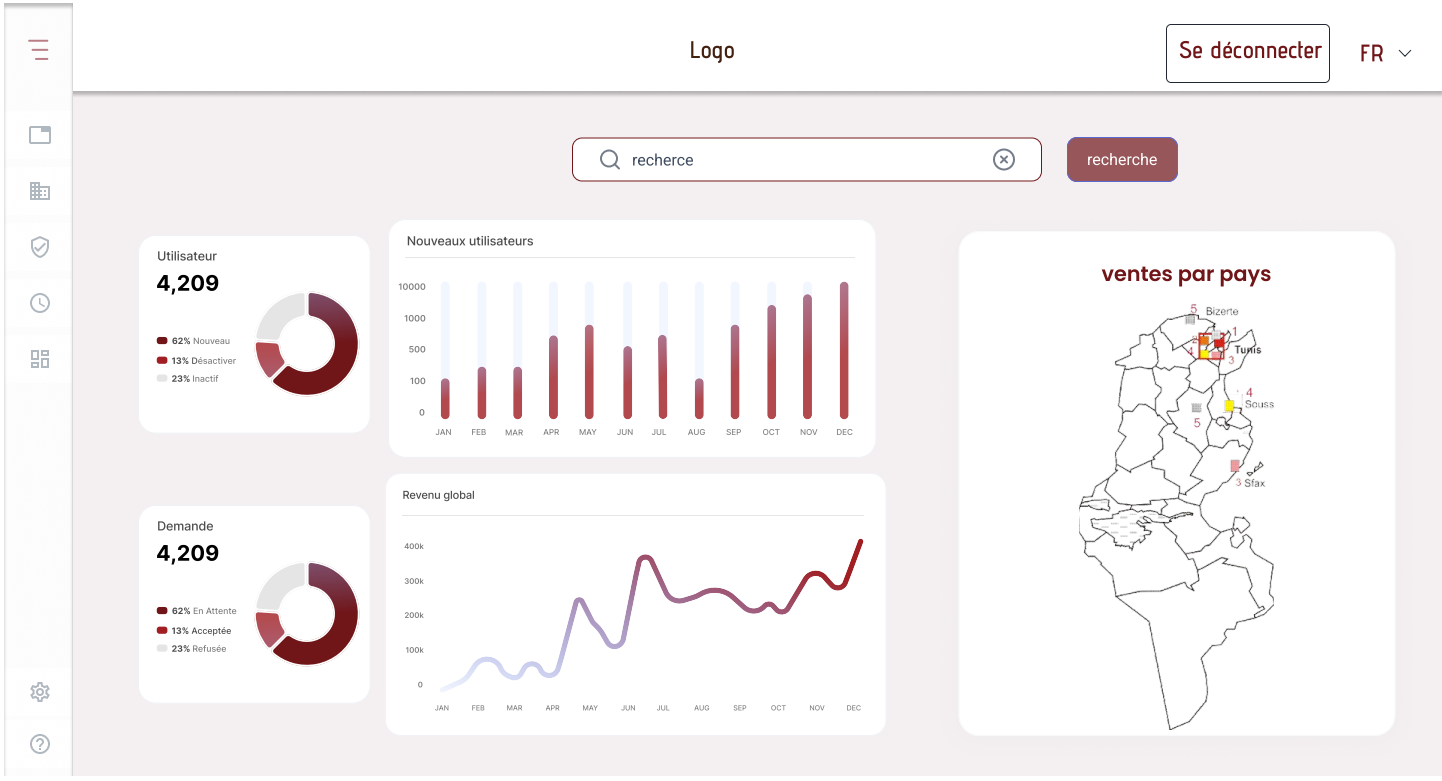 Logo
Se déconnecter
FR
recherce
recherche
Utilisateur
4,209
62% Nouveau
13% Désactiver
23% Inactif
Nouveaux utilisateurs
10000
1000
500
100
0
JAN FEB MAR APR MAY JUN JUL AUG SEP OCT NOV DEC
Demande
4,209
62% En Attente
13% Acceptée
23% Refusée
Revenu global
400k
300k
200k
100k
0
JAN FEB MAR APR MAY JUN JUL AUG SEP OCT NOV DEC
ventes par pays
5 Bizerte
1
2
Tunis
4
3
4
Souss
5
3 Sfax